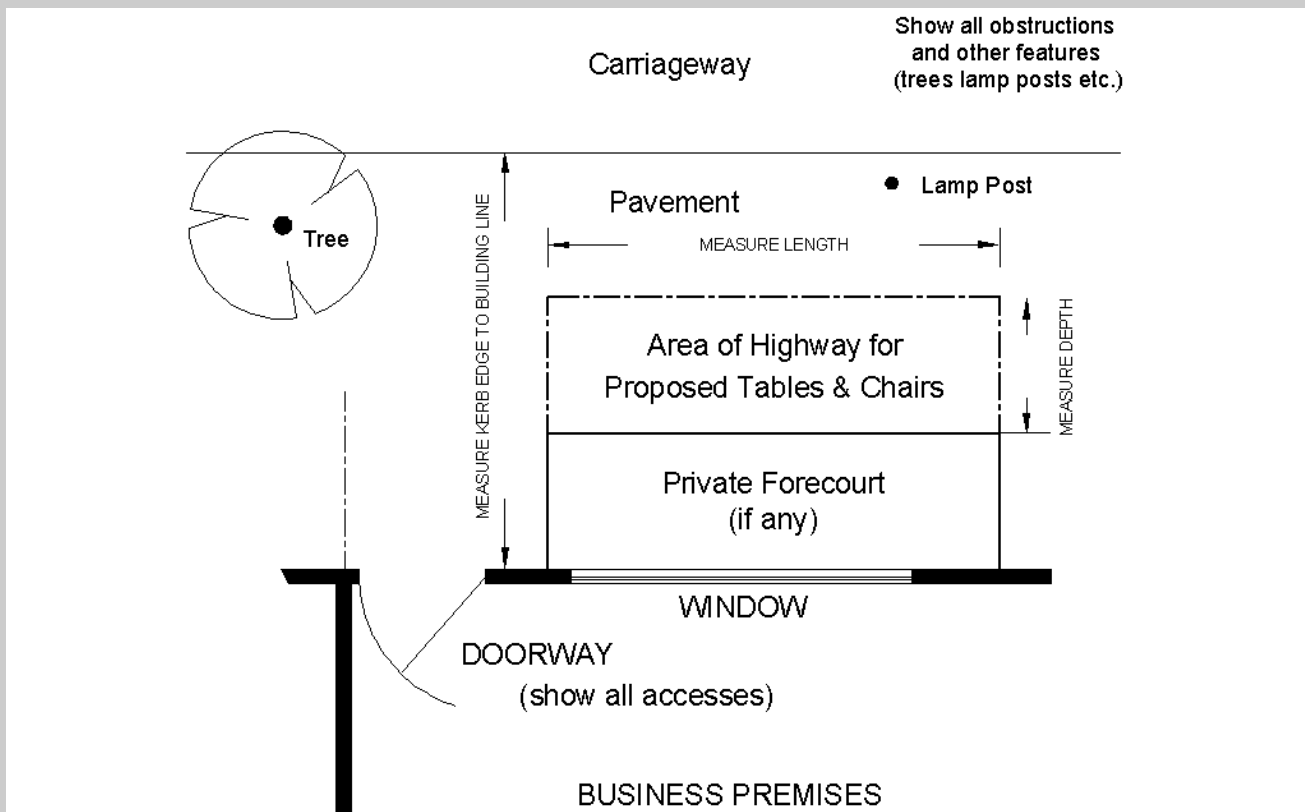 Show all obstructions
and other features
(trees lamp posts etc.)
Carriageway
Lamp Post
Pavement
Tree
MEASURE LENGTH
MEASURE KERB EDGE TO BUILDING LINE
MEASURE DEPTH
Area of Highway for
Proposed Tables & Chairs
Private Forecourt
(if any)
WINDOW
DOORWAY
(show all accesses)
BUSINESS PREMISES